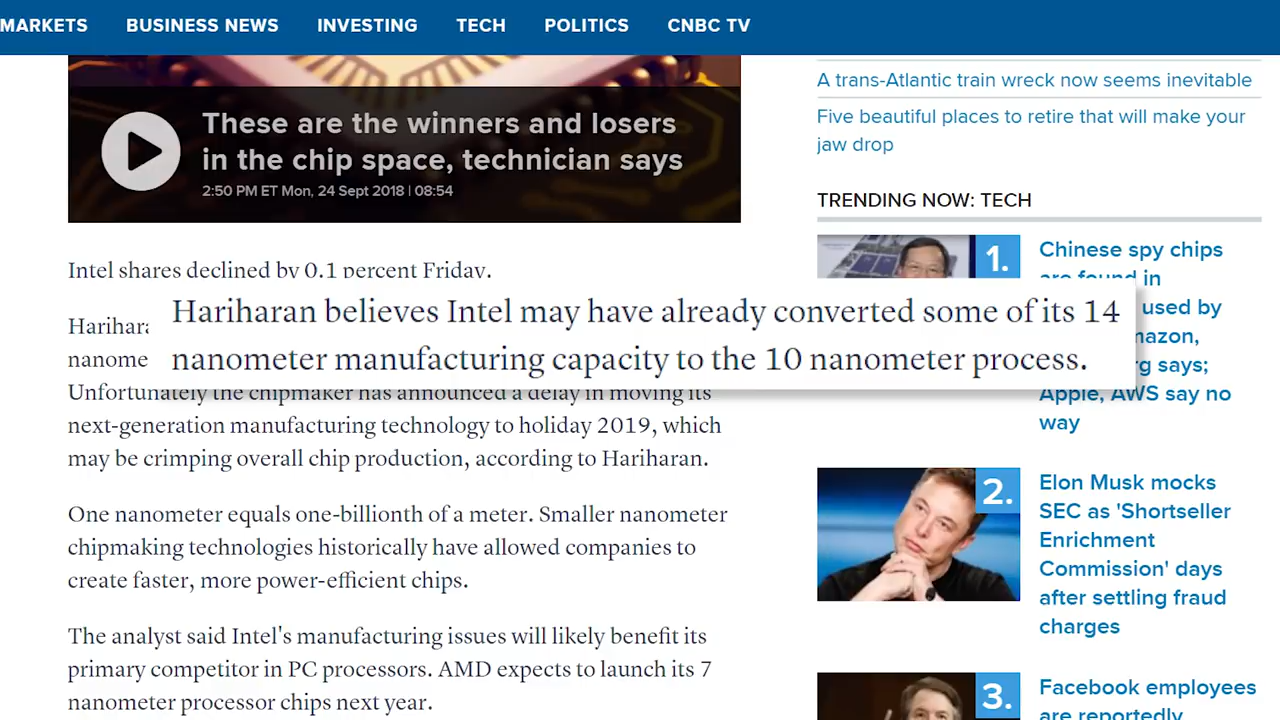 MARKETS BUSINESS NEWS INVESTING TECH POLITICS CNBC TV
These are the winners and losers
in the chip space, technician says
2:50 PM ET Mon, 24 Sept 2018 | 08:54
Intel shares declined by 0.1 percent Friday.
Hariharan believes Intel may have already converted some of its 14
nanometer manufacturing capacity to the 10 nanometer process.
Unfortunately the chipmaker has announced a delay in moving its
next-generation manufacturing technology to holiday 2019, which
may be crimping overall chip production, according to Hariharan.
One nanometer equals one-billionth of a meter. Smaller nanometer
chipmaking technologies historically have allowed companies to
create faster, more power-efficient chips.
The analyst said Intel's manufacturing issues will likely benefit its
primary competitor in PC processors. AMD expects to launch its 7
nanometer processor chips next year.
A trans-Atlantic train wreck now seems inevitable
Five beautiful places to retire that will make your
jaw drop
TRENDING NOW: TECH
1.
Chinese spy chips
are found in
used by
says;
Apple, AWS say no
way
2.
Elon Musk mocks
SEC as 'Shortseller
Enrichment
Commission' days
after settling fraud
charges
3.
Facebook employees
are reportedly